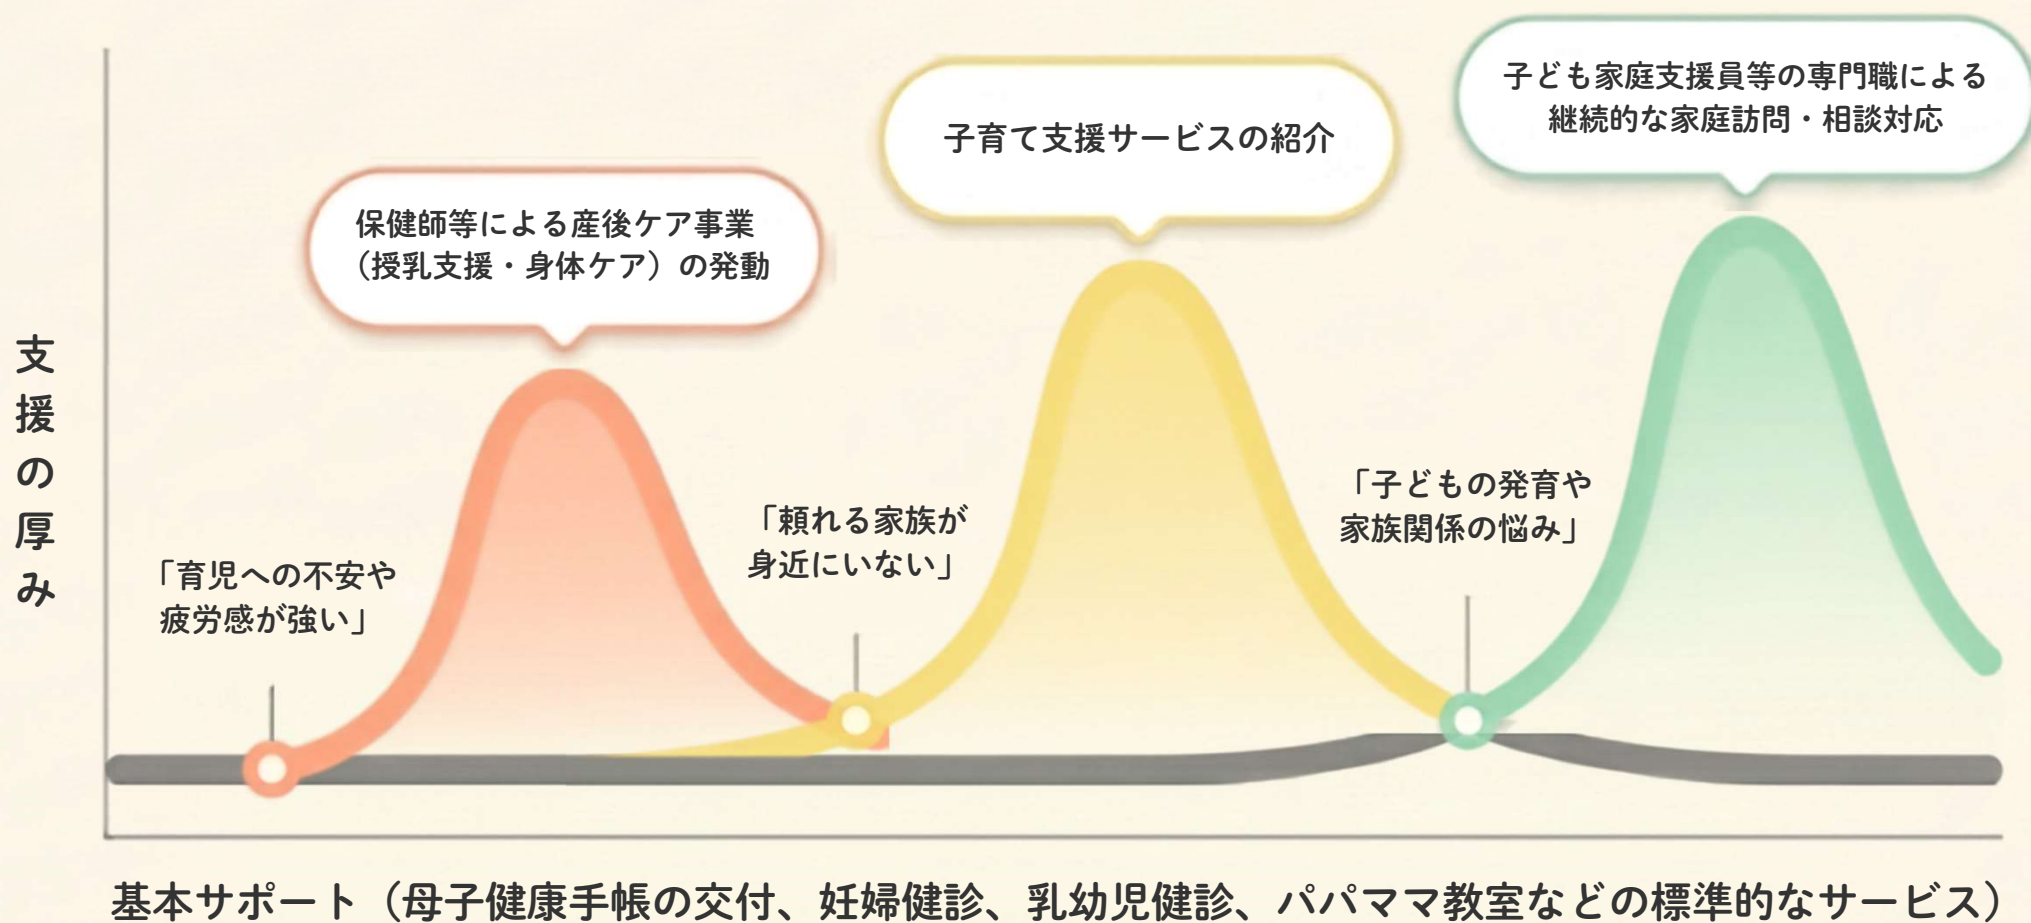 子ども家庭支援員等の専門職による
継続的な家庭訪問・相談対応
子育て支援サービスの紹介
保健師等による産後ケア事業
（授乳支援・身体ケア）の発動
支援の厚み
「子どもの発育や
家族関係の悩み」
「頼れる家族が
身近にいない」
「育児への不安や
疲労感が強い」
基本サポート（母子健康手帳の交付、妊婦健診、乳幼児健診、パパママ教室などの標準的なサービス）